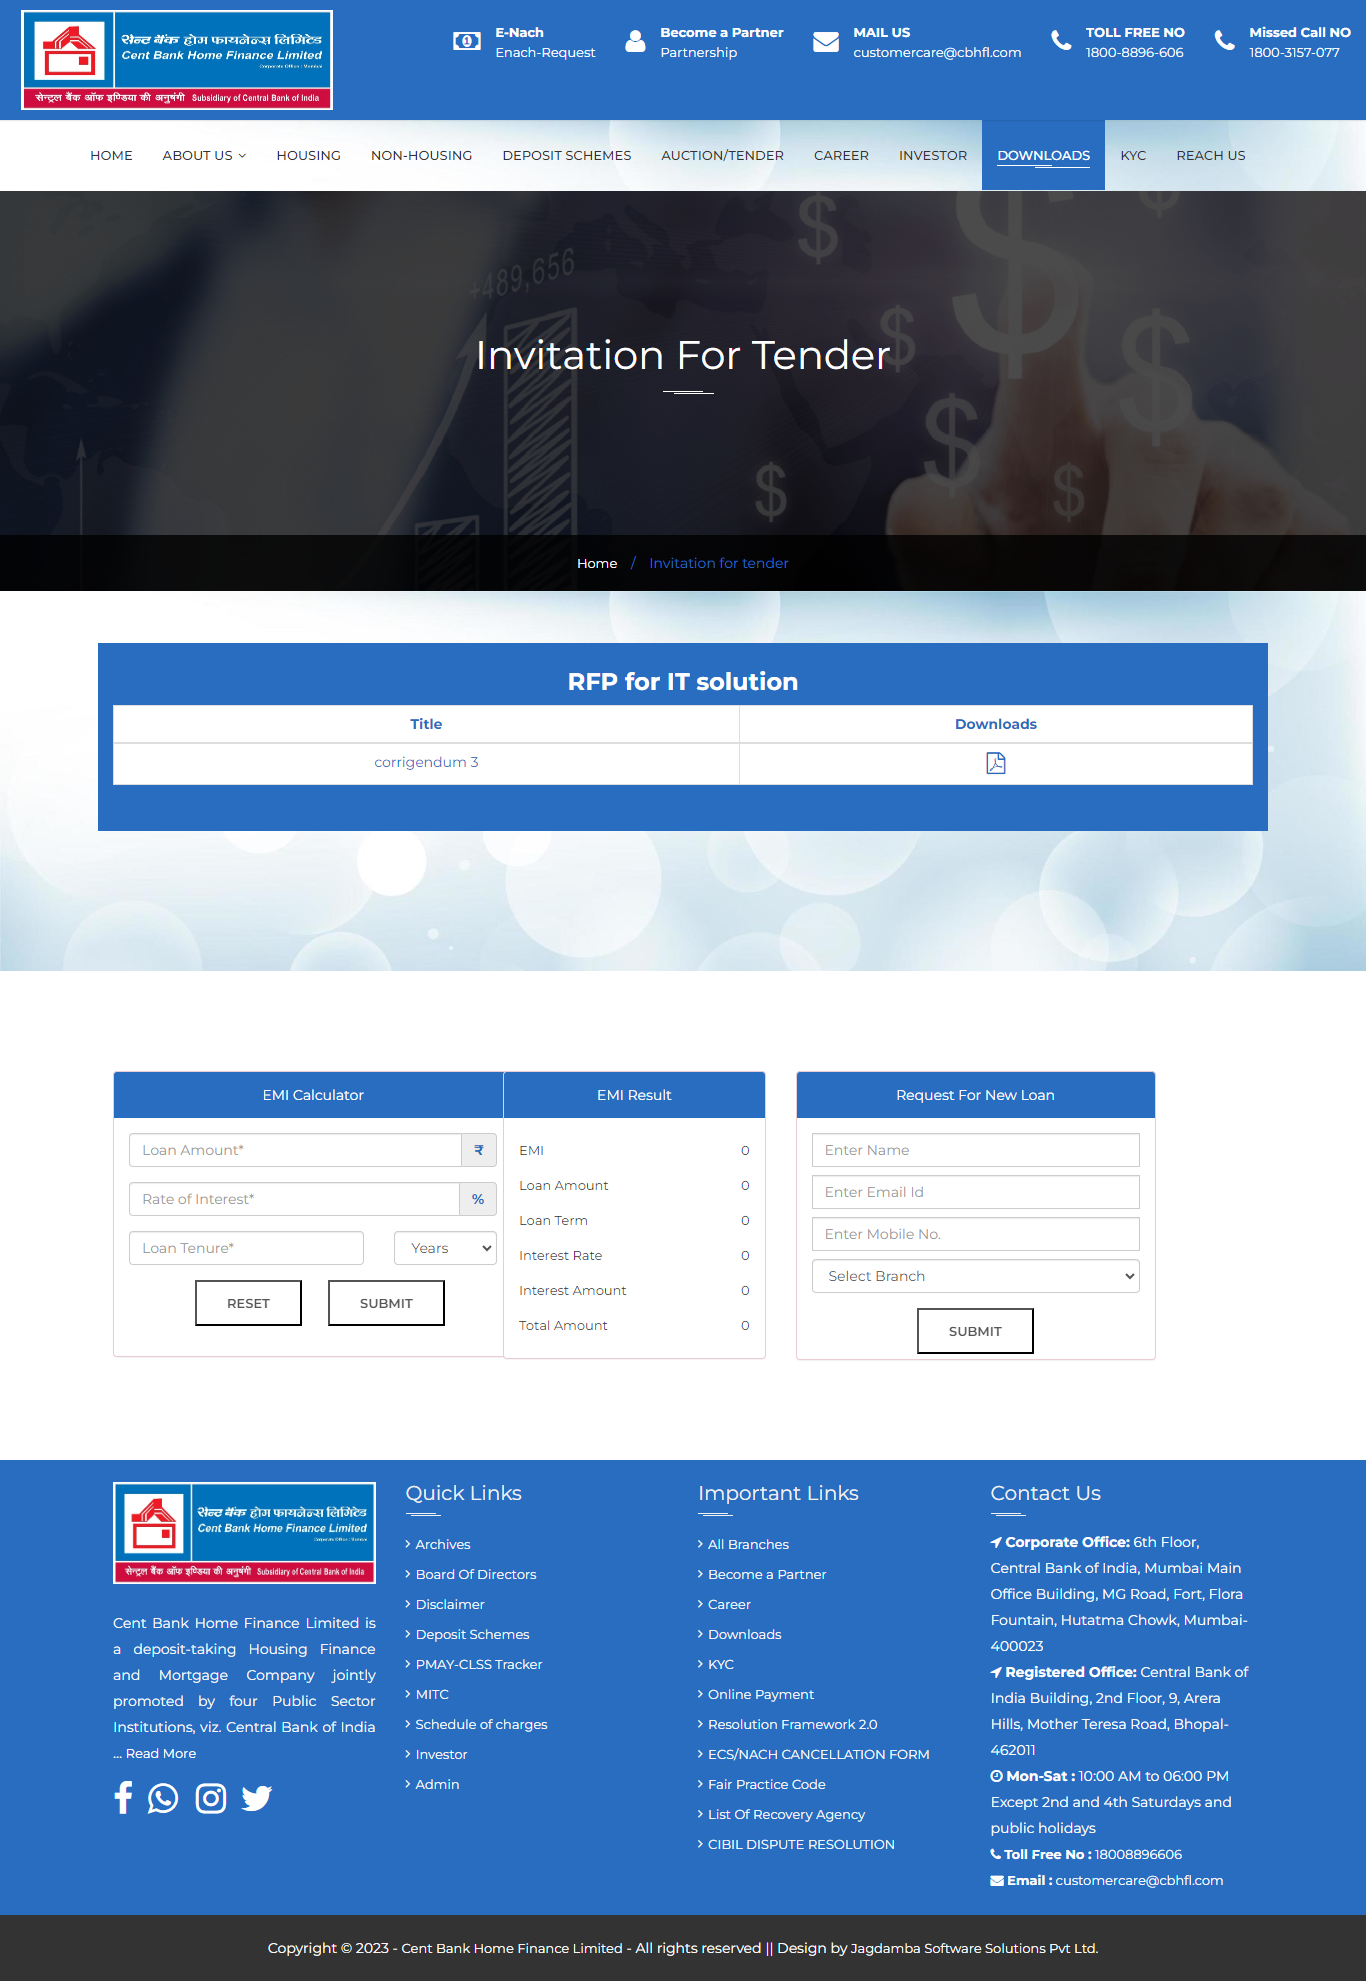 सेन्ट बैंक होम फायनेन्स लिमिटेड
Cent Bank Home Finance Limited
Corporate Office : Mumbai
सेन्ट्रल बैंक ऑफ इण्डिया की अनुषंगी Subsidiary of Central Bank of India
E-Nach
Enach-Request
Become a Partner
Partnership
MAIL US
customercare@cbhfl.com
TOLL FREE NO
1800-8896-606
Missed Call NO
1800-3157-077
HOME ABOUT US HOUSING NON-HOUSING DEPOSIT SCHEMES AUCTION/TENDER CAREER INVESTOR DOWNLOADS KYC REACH US
+489,656
Invitation For Tender
Home / Invitation for tender
RFP for IT solution
Title Downloads
corrigendum 3
EMI Calculator
Loan Amount* ₹
Rate of Interest* %
Loan Tenure* Years
RESET SUBMIT
EMI Result
EMI 0
Loan Amount 0
Loan Term 0
Interest Rate 0
Interest Amount 0
Total Amount 0
Request For New Loan
Enter Name
Enter Email Id
Enter Mobile No.
Select Branch
SUBMIT
सेन्ट बैंक होम फायनेन्स लिमिटेड
Cent Bank Home Finance Limited
Corporate Office : Mumbai
सेन्ट्रल बैंक ऑफ इण्डिया की अनुषंगी Subsidiary of Central Bank of India
Cent Bank Home Finance Limited is
a deposit-taking Housing Finance
and Mortgage Company jointly
promoted by four Public Sector
Institutions, viz. Central Bank of India
... Read More
Quick Links
Archives
Board Of Directors
Disclaimer
Deposit Schemes
PMAY-CLSS Tracker
MITC
Schedule of charges
Investor
Admin
Important Links
All Branches
Become a Partner
Career
Downloads
KYC
Online Payment
Resolution Framework 2.0
ECS/NACH CANCELLATION FORM
Fair Practice Code
List Of Recovery Agency
CIBIL DISPUTE RESOLUTION
Contact Us
Corporate Office: 6th Floor,
Central Bank of India, Mumbai Main
Office Building, MG Road, Fort, Flora
Fountain, Hutatma Chowk, Mumbai-
400023
Registered Office: Central Bank of
India Building, 2nd Floor, 9, Arera
Hills, Mother Teresa Road, Bhopal-
462011
Mon-Sat : 10:00 AM to 06:00 PM
Except 2nd and 4th Saturdays and
public holidays
Toll Free No : 18008896606
Email : customercare@cbhfl.com
Copyright © 2023 - Cent Bank Home Finance Limited - All rights reserved || Design by Jagdamba Software Solutions Pvt Ltd.